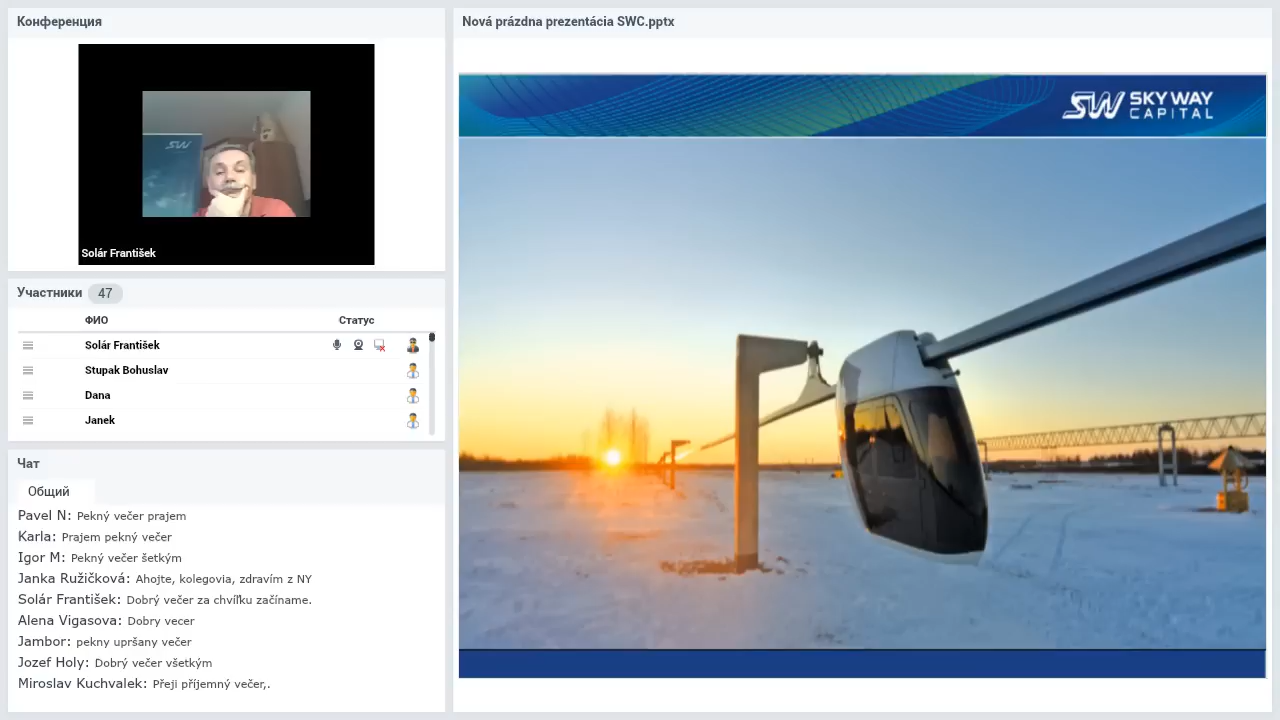 Конференция
Solár František
Участники 47
ФИО Статус
Solár František
Stupak Bohuslav
Dana
Janek
Чат
Общий
Pavel N: Pekný večer prajem
Karla: Prajem pekný večer
Igor M: Pekný večer šetkým
Janka Ružičková: Ahojte, kolegovia, zdravím z NY
Solár František: Dobrý večer za chvíľku začíname.
Alena Vigasova: Dobry vecer
Jambor: pekny upršany večer
Jozef Holy: Dobrý večer všetkým
Miroslav Kuchvalek: Přeji příjemný večer,.
Nová prázdna prezentácia SWC.pptx
SW SKY WAY
CAPITAL
SW